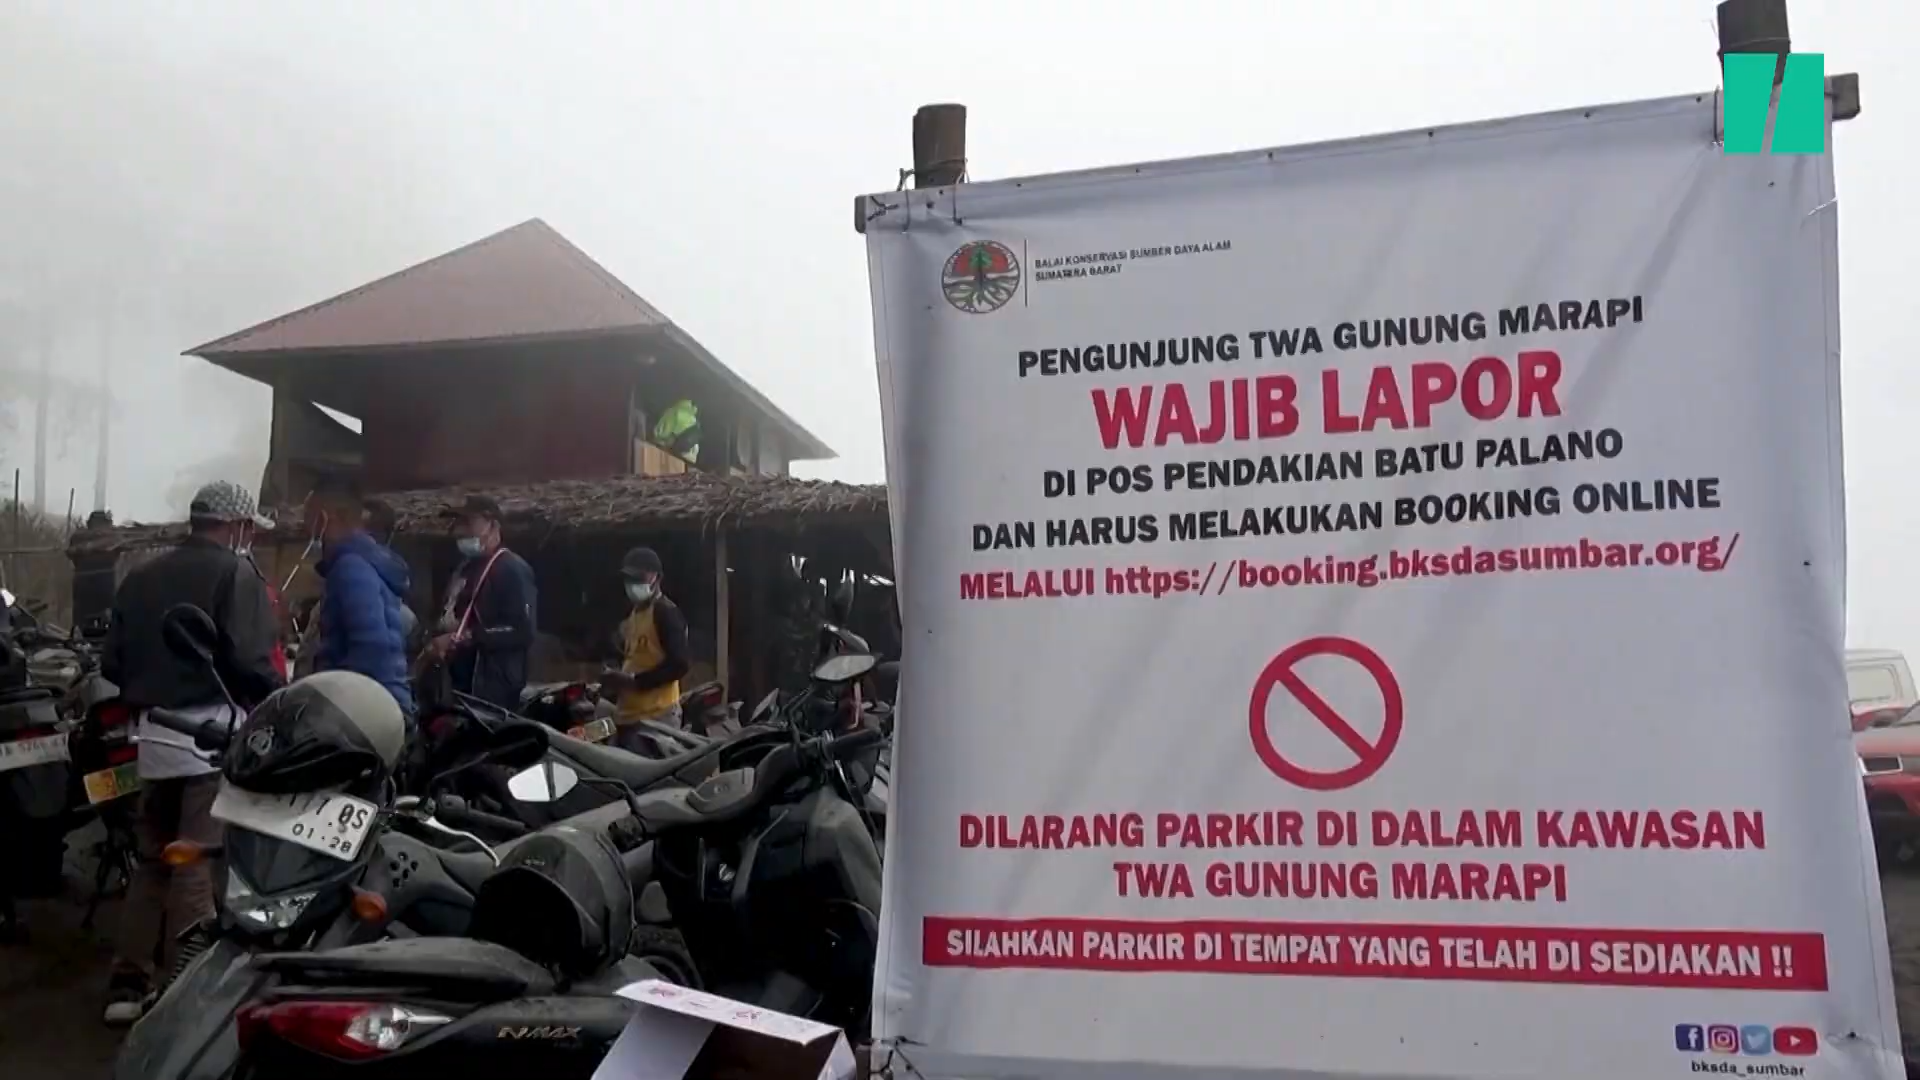 BALAI KONSERVASI SUMBER DAYA ALAM
SUMATERA BARAT
PENGUNJUNG TWA GUNUNG MARAPI
WAJIB LAPOR
DI POS PENDAKIAN BATU PALANO
DAN HARUS MELAKUKAN BOOKING ONLINE
MELALUI https://booking.bksdasumbar.org/
DILARANG PARKIR DI DALAM KAWASAN
TWA GUNUNG MARAPI
SILAHKAN PARKIR DI TEMPAT YANG TELAH DI SEDIAKAN !!
bksda_sumbar
01·28
NMAX